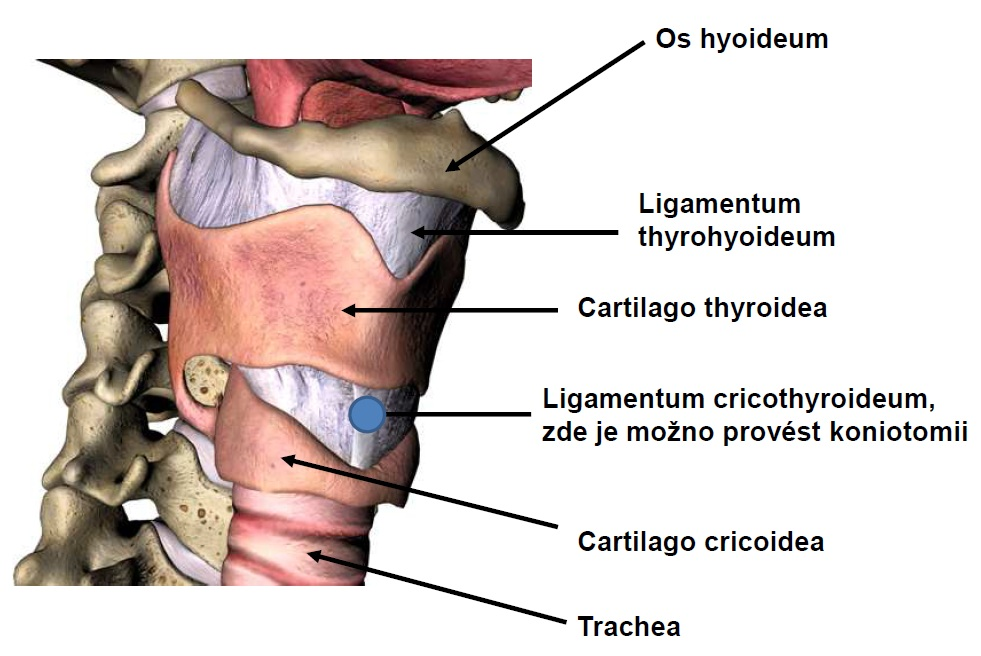 Os hyoideum
Ligamentum
thyrohyoideum
Cartilago thyroidea
Ligamentum cricothyroideum,
zde je možno provést koniotomii
Cartilago cricoidea
Trachea